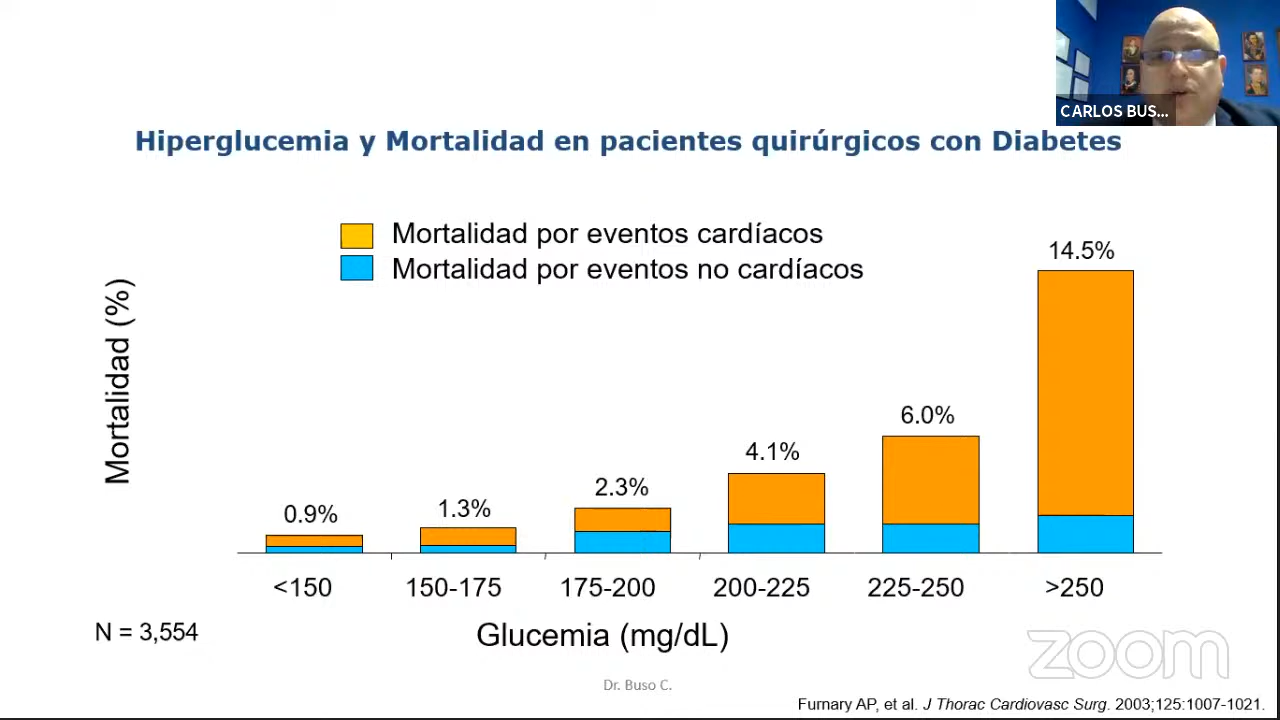 CARLOS BUS...
Hiperglucemia y Mortalidad en pacientes quirúrgicos con Diabetes
Mortalidad por eventos cardíacos
Mortalidad por eventos no cardíacos
Mortalidad (%)
0.9%
1.3%
2.3%
4.1%
6.0%
14.5%
<150
150-175
175-200
200-225
225-250
>250
Glucemia (mg/dL)
N = 3,554
zoom
Dr. Buso C.
Furnary AP, et al. J Thorac Cardiovasc Surg. 2003;125:1007-1021.